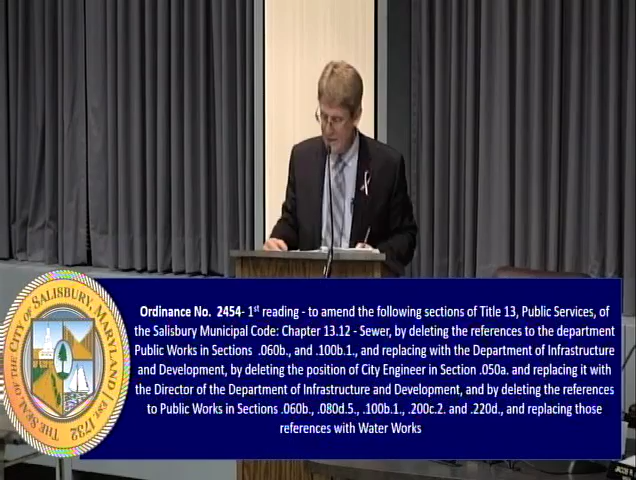 Ordinance No. 2454- 1st reading - to amend the following sections of Title 13, Public Services, of
the Salisbury Municipal Code: Chapter 13.12 - Sewer, by deleting the references to the department
Public Works in Sections .060b., and .100b.1., and replacing with the Department of Infrastructure
and Development, by deleting the position of City Engineer in Section .050a. and replacing it with
the Director of the Department of Infrastructure and Development, and by deleting the references
to Public Works in Sections .060b., .080d.5., .100b.1., .200c.2. and .220d., and replacing those
references with Water Works
THE SEAL OF THE CITY OF SALISBURY, MARYLAND
EST. 1732